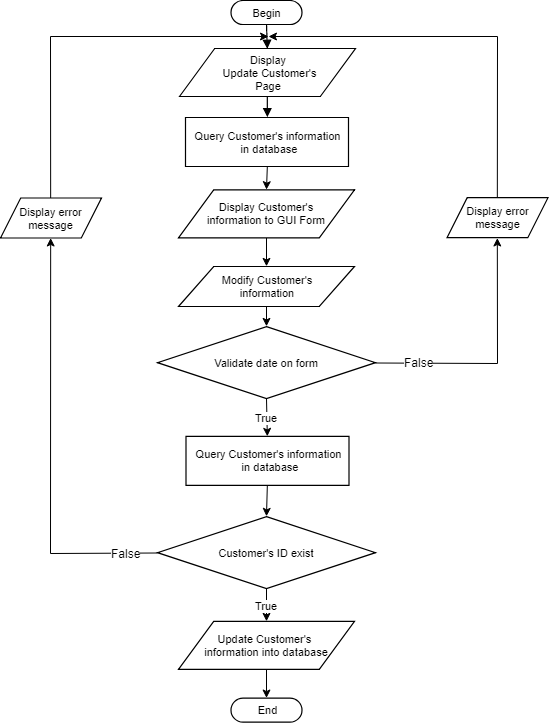 Begin
Display
Update Customer's
Page
Query Customer's information
in database
Display error
message
Display Customer's
information to GUI Form
Display error
message
Modify Customer's
information
Validate date on form
False
True
Query Customer's information
in database
False
Customer's ID exist
True
Update Customer's
information into database
End